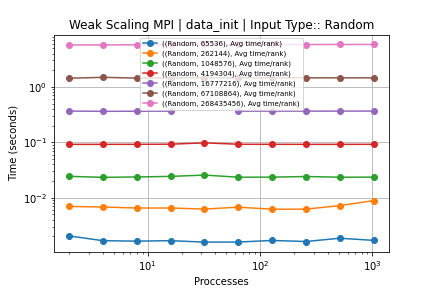 Weak Scaling MPI | data_init | Input Type:: Random
((Random, 65536), Avg time/rank)
((Random, 262144), Avg time/rank)
((Random, 1048576), Avg time/rank)
((Random, 4194304), Avg time/rank)
((Random, 16777216), Avg time/rank)
((Random, 67108864), Avg time/rank)
((Random, 268435456), Avg time/rank)
Time (seconds)
10⁰
10⁻¹
10⁻²
10¹ 10² 10³
Proccesses